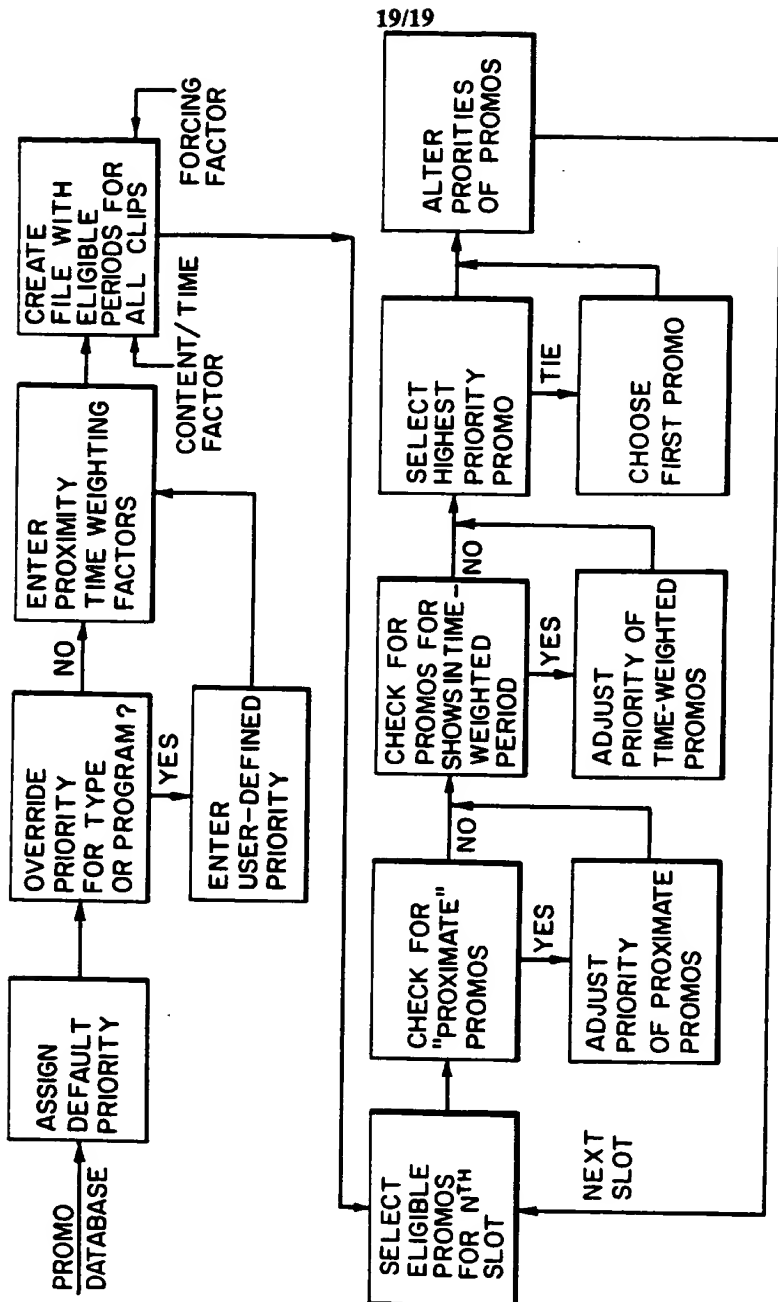 19/19
PROMO
DATABASE
ASSIGN
DEFAULT
PRIORITY
OVERRIDE
PRIORITY
FOR TYPE
OR PROGRAM?
NO
YES
ENTER
USER-DEFINED
PRIORITY
ENTER
PROXIMITY
TIME WEIGHTING
FACTORS
CREATE
FILE WITH
ELIGIBLE
PERIODS FOR
ALL CLIPS
CONTENT/TIME
FACTOR
FORCING
FACTOR
SELECT
ELIGIBLE
PROMOS
FOR NTH
SLOT
NEXT
SLOT
CHECK FOR
"PROXIMATE"
PROMOS
NO
YES
ADJUST
PRIORITY
OF PROXIMATE
PROMOS
CHECK FOR
PROMOS FOR
SHOWS IN TIME-
WEIGHTED
PERIOD
NO
YES
ADJUST
PRIORITY OF
TIME-WEIGHTED
PROMOS
SELECT
HIGHEST
PRIORITY
PROMO
TIE
CHOOSE
FIRST PROMO
ALTER
PRORITIES
OF PROMOS